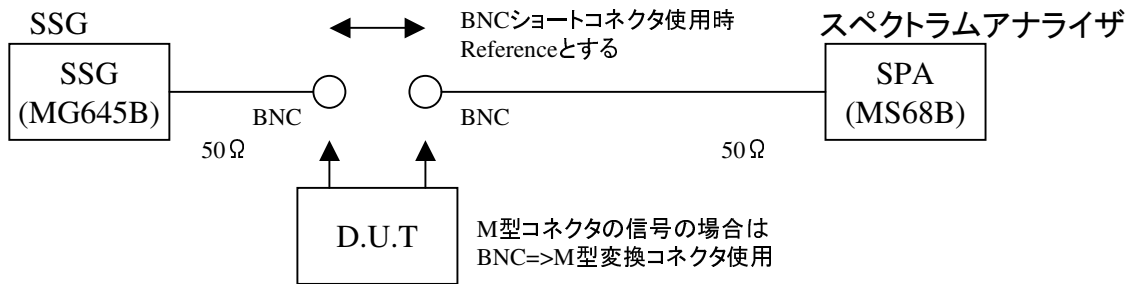 SSG
BNCショートコネクタ使用時
Referenceとする
スペクトラムアナライザ
SSG
(MG645B)
BNC
BNC
SPA
(MS68B)
50Ω
50Ω
D.U.T
M型コネクタの信号の場合は
BNC=>M型変換コネクタ使用